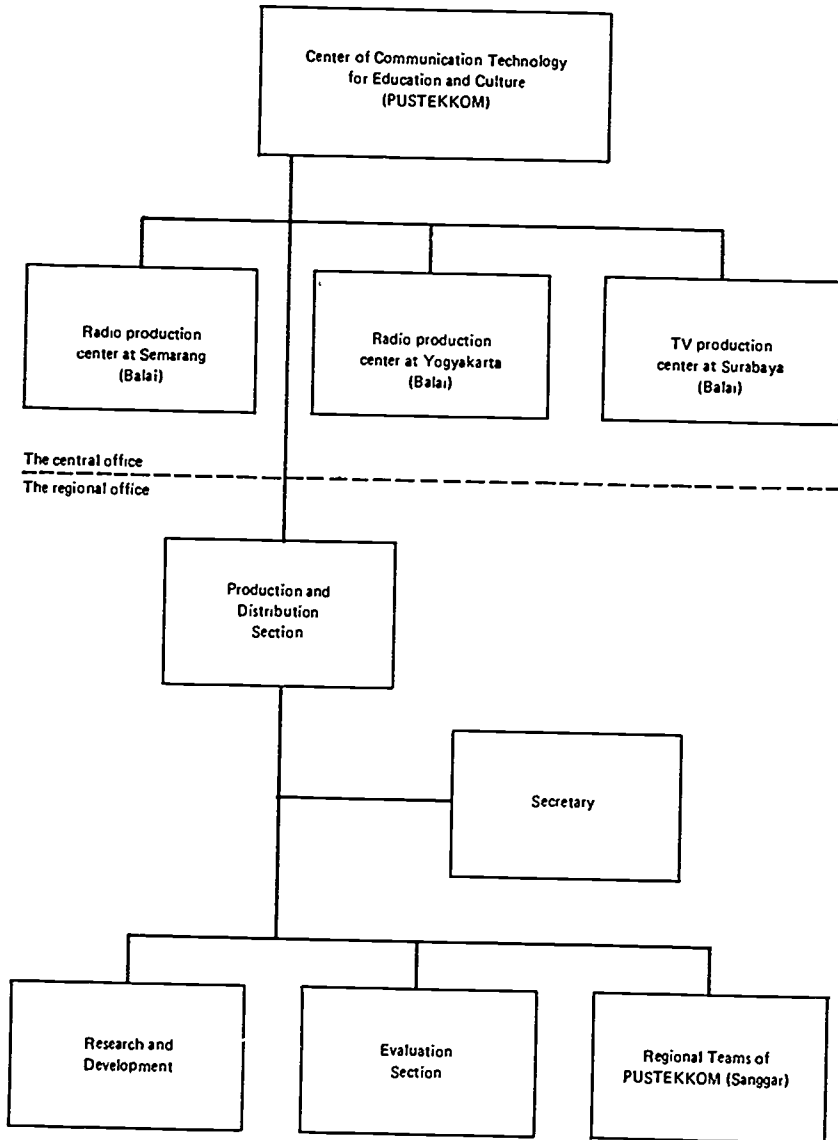 Center of Communication Technology
for Education and Culture
(PUSTEKKOM)
Radio production
center at Semarang
(Balai)
Radio production
center at Yogyakarta
(Balai)
TV production
center at Surabaya
(Balai)
The central office
The regional office
Production and
Distribution
Section
Secretary
Research and
Development
Evaluation
Section
Regional Teams of
PUSTEKKOM (Sanggar)